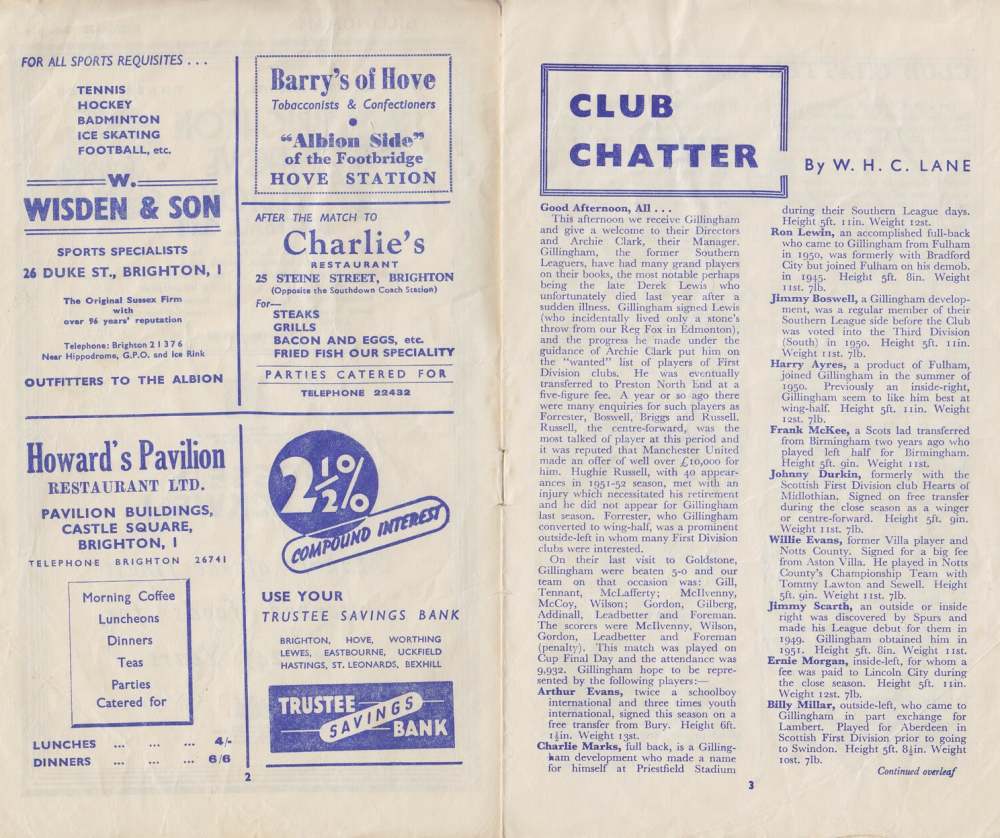 FOR ALL SPORTS REQUISITES . . .
TENNIS
HOCKEY
BADMINTON
ICE SKATING
FOOTBALL, etc.
W.
WISDEN & SON
SPORTS SPECIALISTS
26 DUKE ST., BRIGHTON, 1
The Original Sussex Firm
with
over 96 years' reputation
Telephone: Brighton 21376
Near Hippodrome, G.P.O. and Ice Rink
OUTFITTERS TO THE ALBION
Barry's of Hove
Tobacconists & Confectioners
"Albion Side"
of the Footbridge
HOVE STATION
AFTER THE MATCH TO
Charlie's
RESTAURANT
25 STEINE STREET, BRIGHTON
(Opposite the Southdown Coach Station)
For—
STEAKS
GRILLS
BACON AND EGGS, etc.
FRIED FISH OUR SPECIALITY
PARTIES CATERED FOR
TELEPHONE 22432
Howard's Pavilion
RESTAURANT LTD.
PAVILION BUILDINGS,
CASTLE SQUARE,
BRIGHTON, 1
TELEPHONE BRIGHTON 26741
Morning Coffee
Luncheons
Dinners
Teas
Parties
Catered for
LUNCHES ... ... ... 4/-
DINNERS ... ... ... 6/6
2½%
COMPOUND INTEREST
USE YOUR
TRUSTEE SAVINGS BANK
BRIGHTON, HOVE, WORTHING
LEWES, EASTBOURNE, UCKFIELD
HASTINGS, ST. LEONARDS, BEXHILL
TRUSTEE
SAVINGS
BANK
2
CLUB
CHATTER
By W. H. C. LANE
Good Afternoon, All . . .
This afternoon we receive Gillingham
and give a welcome to their Directors
and Archie Clark, their Manager.
Gillingham, the former Southern
Leaguers, have had many grand players
on their books, the most notable perhaps
being the late Derek Lewis who
unfortunately died last year after a
sudden illness. Gillingham signed Lewis
(who incidentally lived only a stone's
throw from our Reg Fox in Edmonton),
and the progress he made under the
guidance of Archie Clark put him on
the "wanted" list of players of First
Division clubs. He was eventually
transferred to Preston North End at a
five-figure fee. A year or so ago there
were many enquiries for such players as
Forrester, Boswell, Briggs and Russell.
Russell, the centre-forward, was the
most talked of player at this period and
it was reputed that Manchester United
made an offer of well over £10,000 for
him. Hughie Russell, with 40 appear-
ances in 1951-52 season, met with an
injury which necessitated his retirement
and he did not appear for Gillingham
last season. Forrester, who Gillingham
converted to wing-half, was a prominent
outside-left in whom many First Division
clubs were interested.
On their last visit to Goldstone,
Gillingham were beaten 5-0 and our
team on that occasion was: Gill,
Tennant, McLafferty; McIlvenny,
McCoy, Wilson; Gordon, Gilberg,
Addinall, Leadbetter and Foreman.
The scorers were McIlvenny, Wilson,
Gordon, Leadbetter and Foreman
(penalty). This match was played on
Cup Final Day and the attendance was
9,932. Gillingham hope to be repre-
sented by the following players:—
Arthur Evans, twice a schoolboy
international and three times youth
international, signed this season on a
free transfer from Bury. Height 6ft.
1½in. Weight 13st.
Charlie Marks, full back, is a Gilling-
ham development who made a name
for himself at Priestfield Stadium
during their Southern League days.
Height 5ft. 11in. Weight 12st.
Ron Lewin, an accomplished full-back
who came to Gillingham from Fulham
in 1950, was formerly with Bradford
City but joined Fulham on his demob.
in 1945. Height 5ft. 8in. Weight
11st. 7lb.
Jimmy Boswell, a Gillingham develop-
ment, was a regular member of their
Southern League side before the Club
was voted into the Third Division
(South) in 1950. Height 5ft. 11in.
Weight 11st. 7lb.
Harry Ayres, a product of Fulham,
joined Gillingham in the summer of
1950. Previously an inside-right,
Gillingham seem to like him best at
wing-half. Height 5ft. 11in. Weight
12st. 7lb.
Frank McKee, a Scots lad transferred
from Birmingham two years ago who
played left half for Birmingham.
Height 5ft. 9in. Weight 11st.
Johnny Durkin, formerly with the
Scottish First Division club Hearts of
Midlothian. Signed on free transfer
during the close season as a winger
or centre-forward. Height 5ft. 9in.
Weight 11st. 7lb.
Willie Evans, former Villa player and
Notts County. Signed for a big fee
from Aston Villa. He played in Notts
County's Championship Team with
Tommy Lawton and Sewell. Height
5ft. 9in. Weight 11st. 7lb.
Jimmy Scarth, an outside or inside
right was discovered by Spurs and
made his League debut for them in
1949. Gillingham obtained him in
1951. Height 5ft. 8in. Weight 11st.
Ernie Morgan, inside-left, for whom a
fee was paid to Lincoln City during
the close season. Height 5ft. 11in.
Weight 12st. 7lb.
Billy Millar, outside-left, who came to
Gillingham in part exchange for
Lambert. Played for Aberdeen in
Scottish First Division prior to going
to Swindon. Height 5ft. 8½in. Weight
10st. 7lb.
Continued overleaf
3